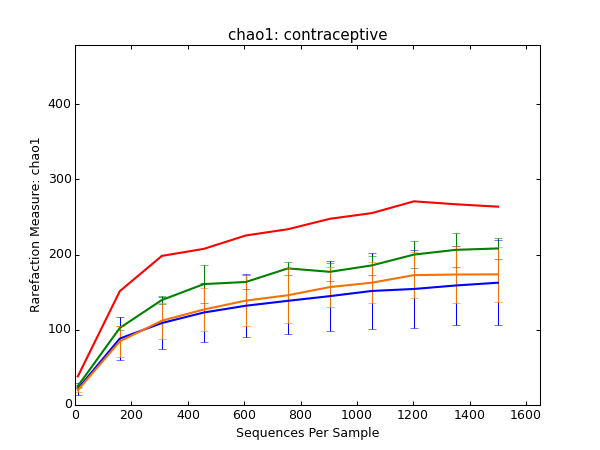 chao1: contraceptive
Rarefaction Measure: chao1
400
300
200
100
0
0 200 400 600 800 1000 1200 1400 1600
Sequences Per Sample